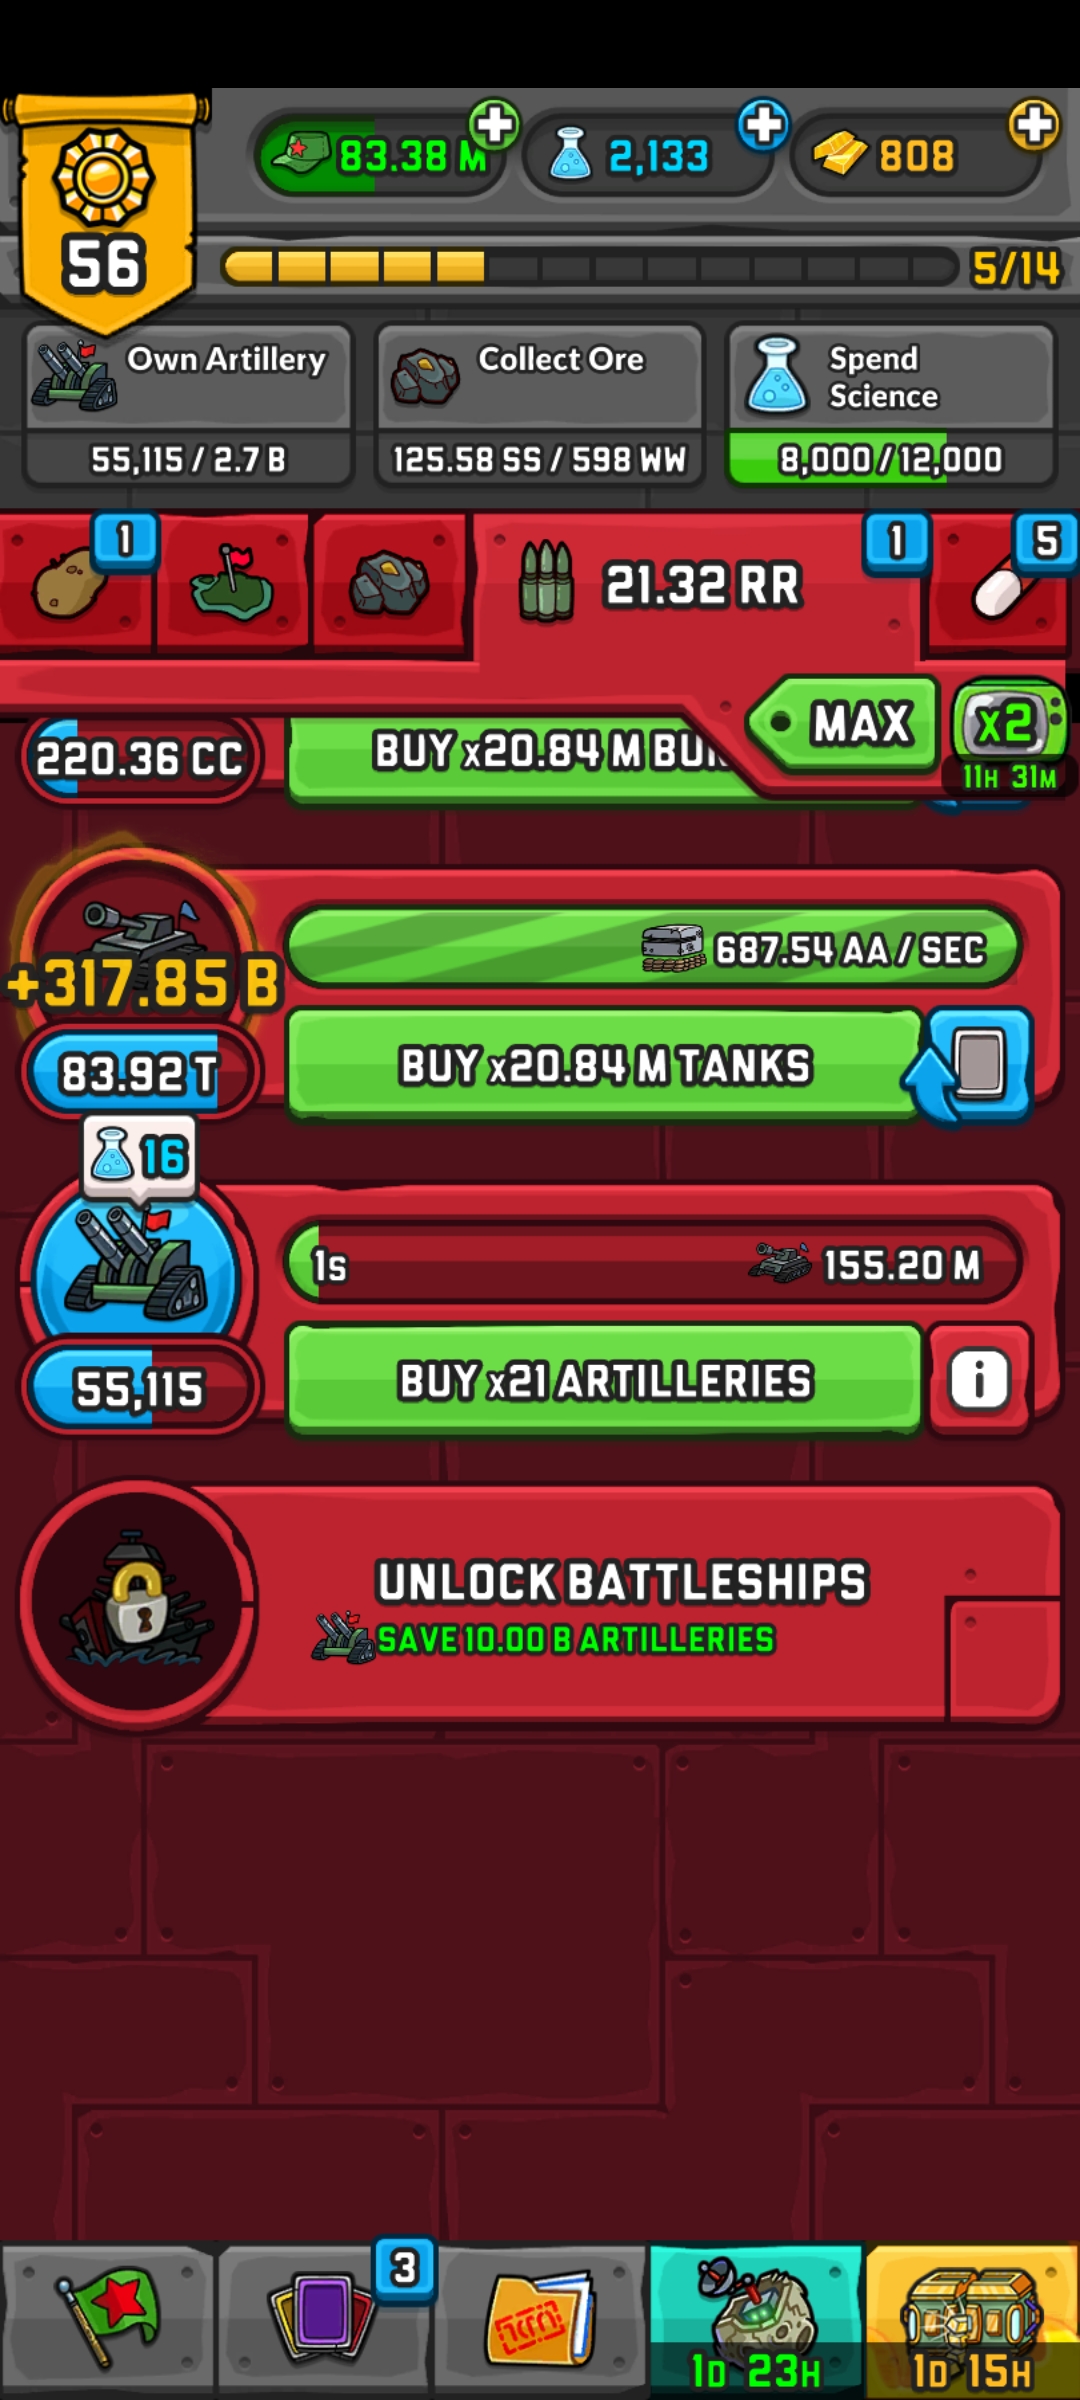 83.38 M
2,133
808
56
5/14
Own Artillery
55,115 / 2.7 B
Collect Ore
125.58 SS / 598 WW
Spend
Science
8,000 / 12,000
1
21.32 RR
1
5
MAX
x2
11H 31M
220.36 CC
BUY x20.84 M
+317.85 B
687.54 AA / SEC
83.92 T
BUY x20.84 M TANKS
16
1s
155.20 M
55,115
BUY x21 ARTILLERIES
i
UNLOCK BATTLESHIPS
SAVE 10.00 B ARTILLERIES
3
1D 23H
1D 15H